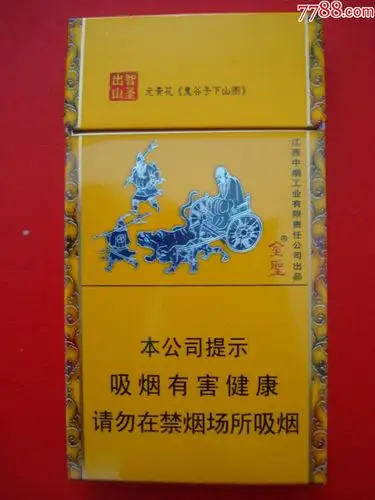 7788.com
智圣
出山
元青花《鬼谷子下山图》
江西中烟工业有限责任公司出品
金聖®
本公司提示
吸烟有害健康
请勿在禁烟场所吸烟